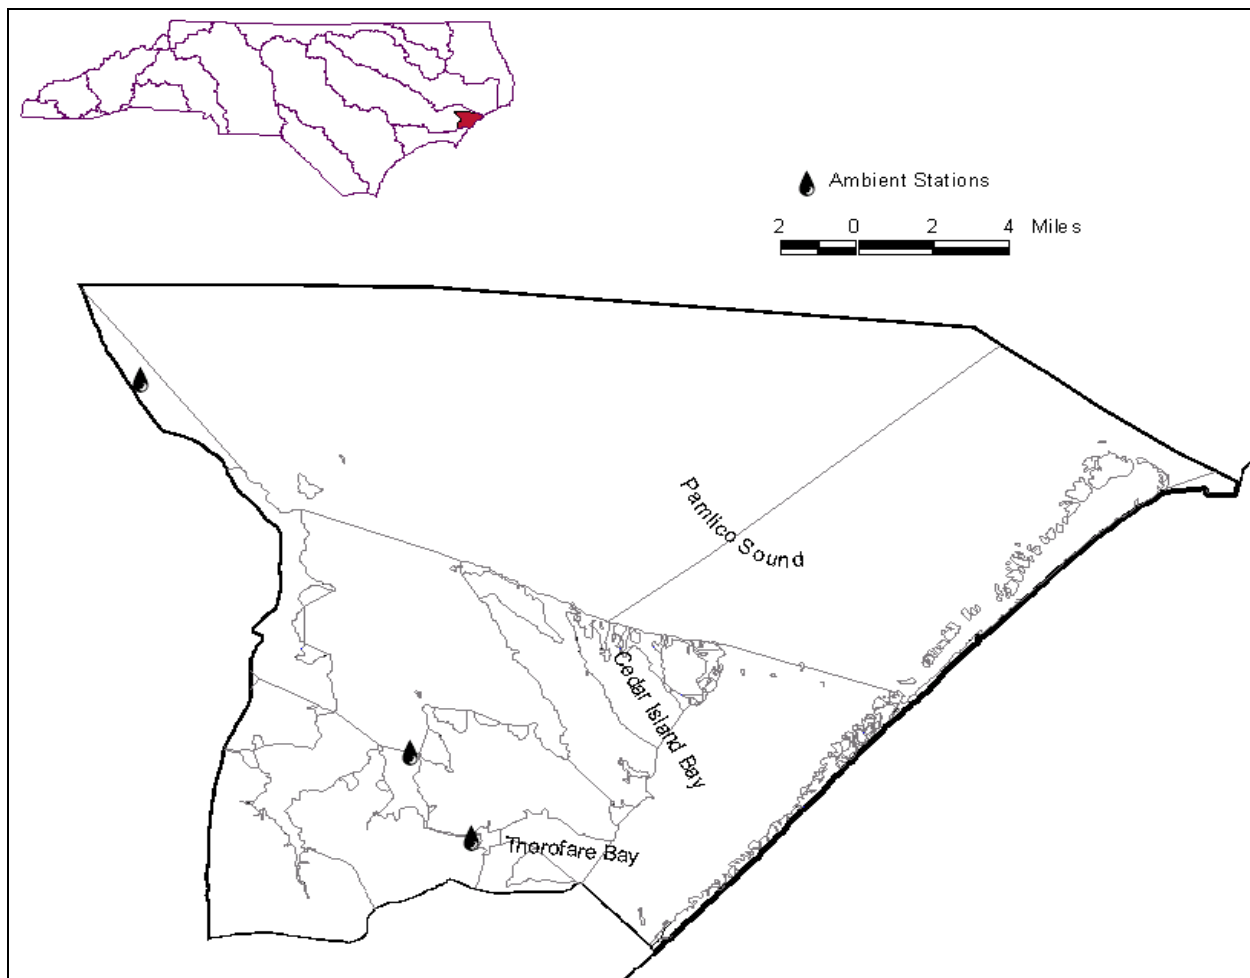 Ambient Stations
2 0 2 4 Miles
Pamlico Sound
Cedar Island Bay
Thorofare Bay